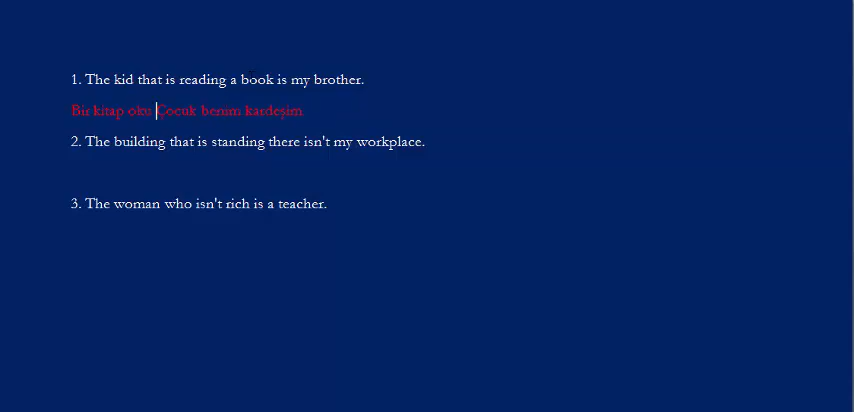 1. The kid that is reading a book is my brother.
Bir kitap oku Çocuk benim kardeşim.
2. The building that is standing there isn't my workplace.
3. The woman who isn't rich is a teacher.